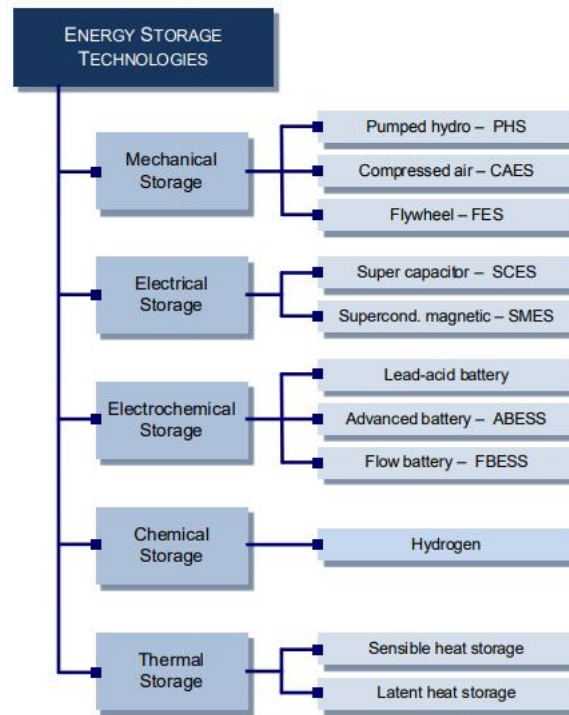 ENERGY STORAGE
TECHNOLOGIES
Mechanical
Storage
Pumped hydro – PHS
Compressed air – CAES
Flywheel – FES
Electrical
Storage
Super capacitor – SCES
Supercond. magnetic – SMES
Electrochemical
Storage
Lead-acid battery
Advanced battery – ABESS
Flow battery – FBESS
Chemical
Storage
Hydrogen
Thermal
Storage
Sensible heat storage
Latent heat storage